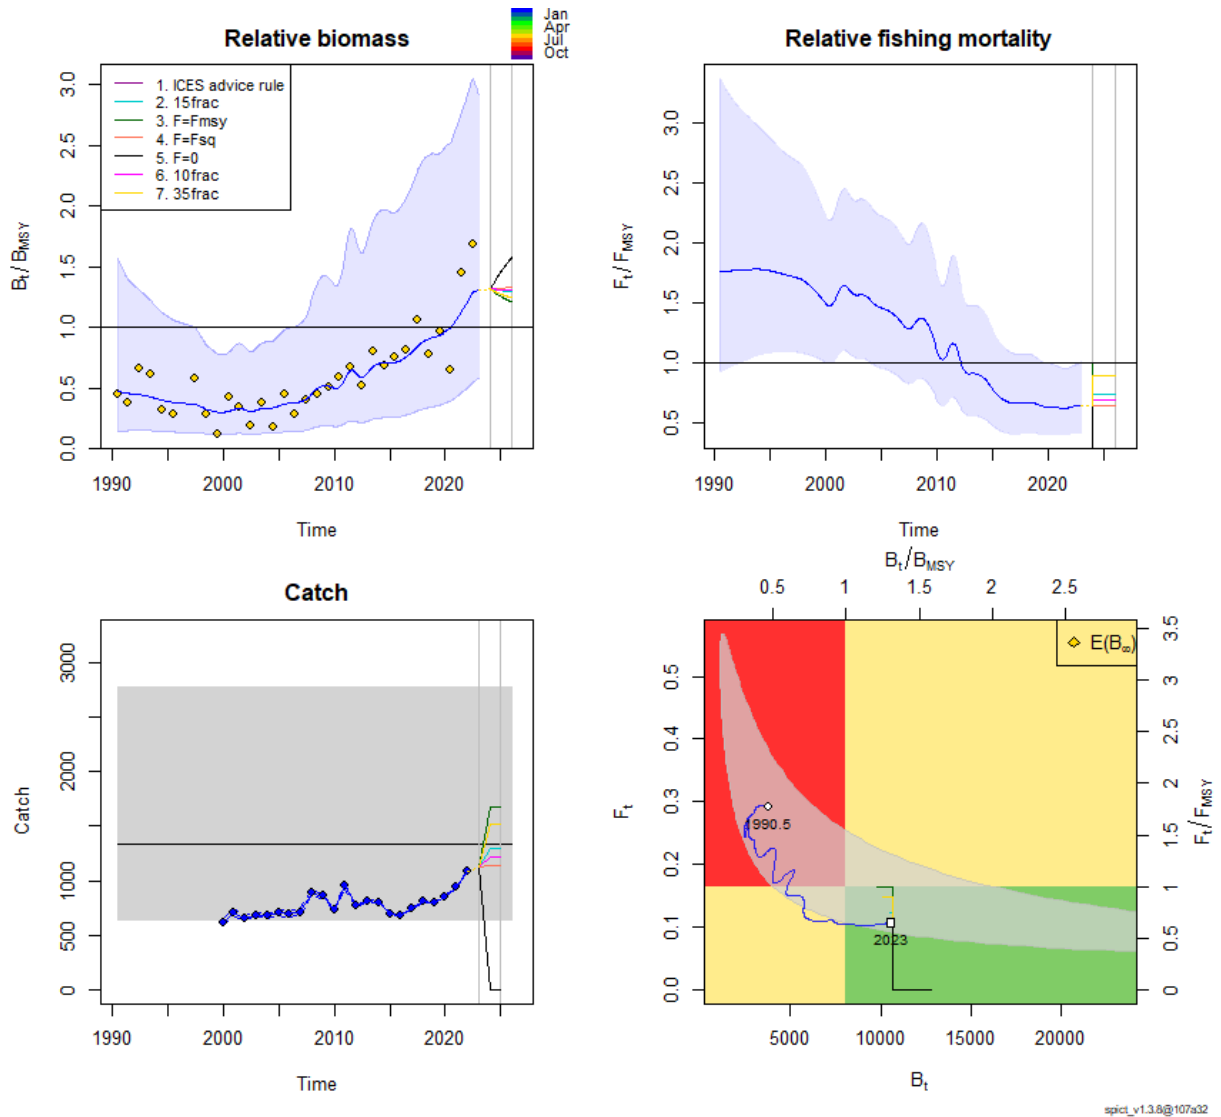 Jan
Apr
Jul
Oct
Relative biomass
1. ICES advice rule
2. 15frac
3. F=Fmsy
4. F=Fsq
5. F=0
6. 10frac
7. 35frac
0.0 0.5 1.0 1.5 2.0 2.5 3.0
Bt/BMSY
1990 2000 2010 2020
Time
Relative fishing mortality
0.5 1.0 1.5 2.0 2.5 3.0
Ft/FMSY
1990 2000 2010 2020
Time
Catch
0 500 1000 2000 3000
Catch
1990 2000 2010 2020
Time
Bt/BMSY
0.5 1 1.5 2 2.5
E(B∞)
1990.5
2023
0.0 0.1 0.2 0.3 0.4 0.5
Ft
0 0.5 1 1.5 2 2.5 3 3.5
Ft/FMSY
5000 10000 15000 20000
Bt
spict_v1.3.8@107a32